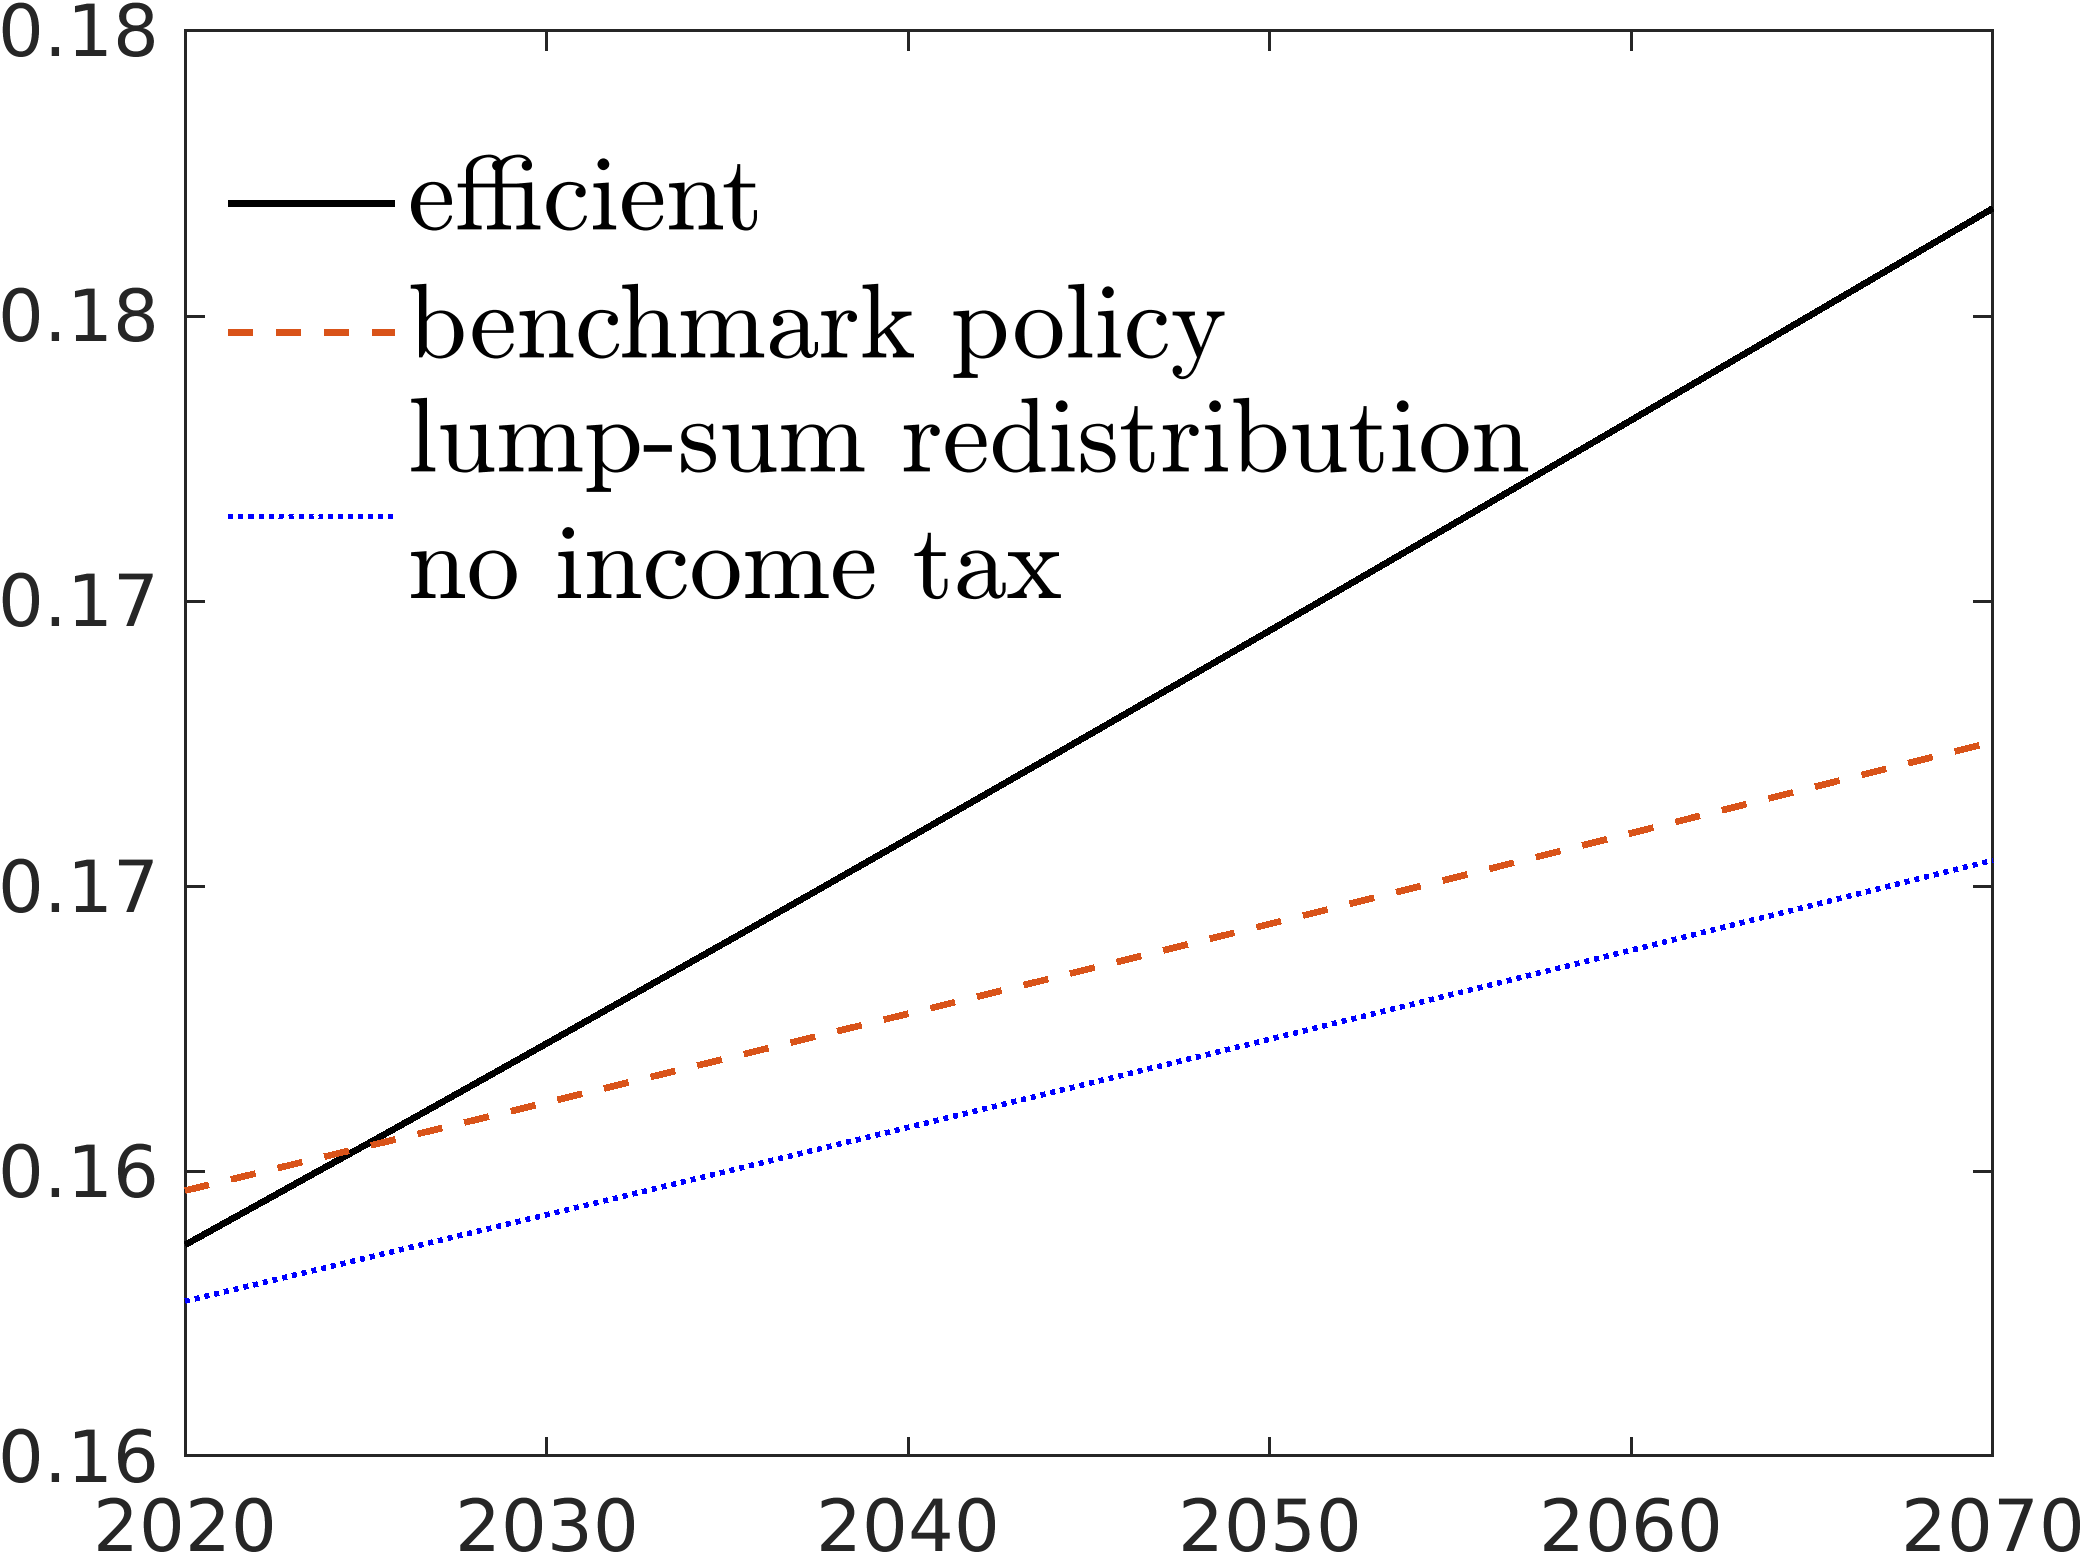 0.18
efficient
0.18
benchmark policy
lump-sum redistribution
0.17
no income tax
0.17
0.16
0.16
2020 2030 2040 2050 2060 2070